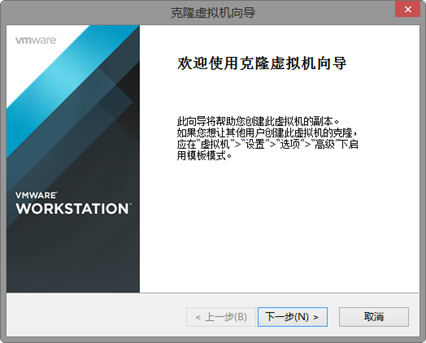 克隆虚拟机向导
vmware
欢迎使用克隆虚拟机向导
此向导将帮助您创建此虚拟机的副本。
如果您想让其他用户创建此虚拟机的克隆，
应在"虚拟机">"设置">"选项">"高级"下启
用模板模式。
VMWARE
WORKSTATION™
< 上一步(B)
下一步(N) >
取消